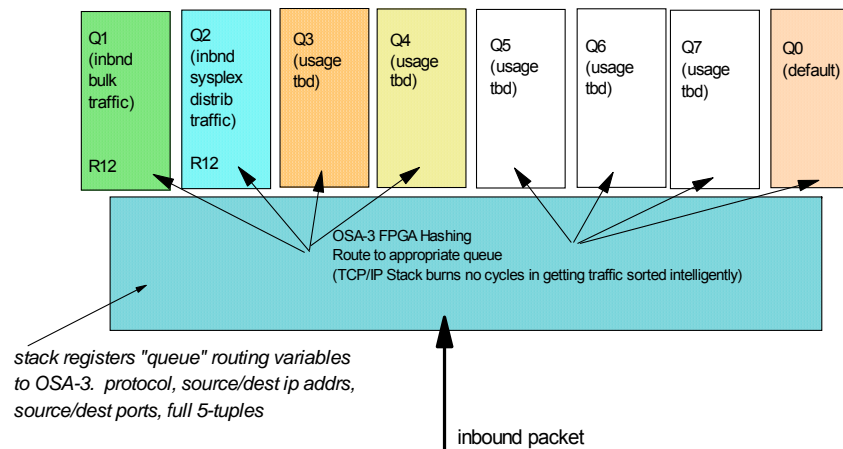 Q1
(inbnd
bulk
traffic)
R12
Q2
(inbnd
sysplex
distrib
traffic)
R12
Q3
(usage
tbd)
Q4
(usage
tbd)
Q5
(usage
tbd)
Q6
(usage
tbd)
Q7
(usage
tbd)
Q0
(default)
OSA-3 FPGA Hashing
Route to appropriate queue
(TCP/IP Stack burns no cycles in getting traffic sorted intelligently)
stack registers "queue" routing variables
to OSA-3.  protocol, source/dest ip addrs,
source/dest ports, full 5-tuples
inbound packet